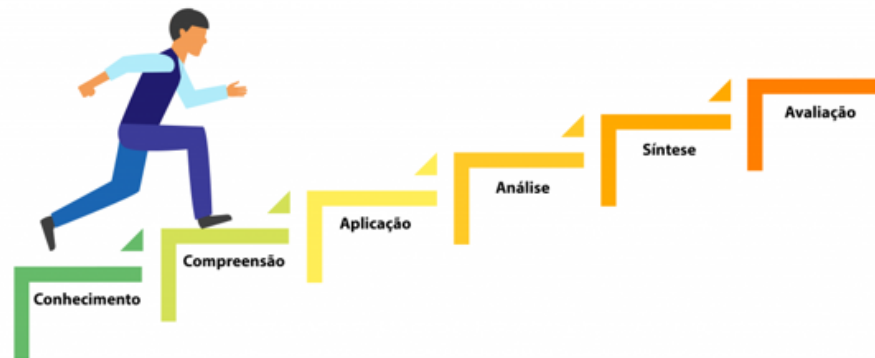 Conhecimento
Compreensão
Aplicação
Análise
Síntese
Avaliação